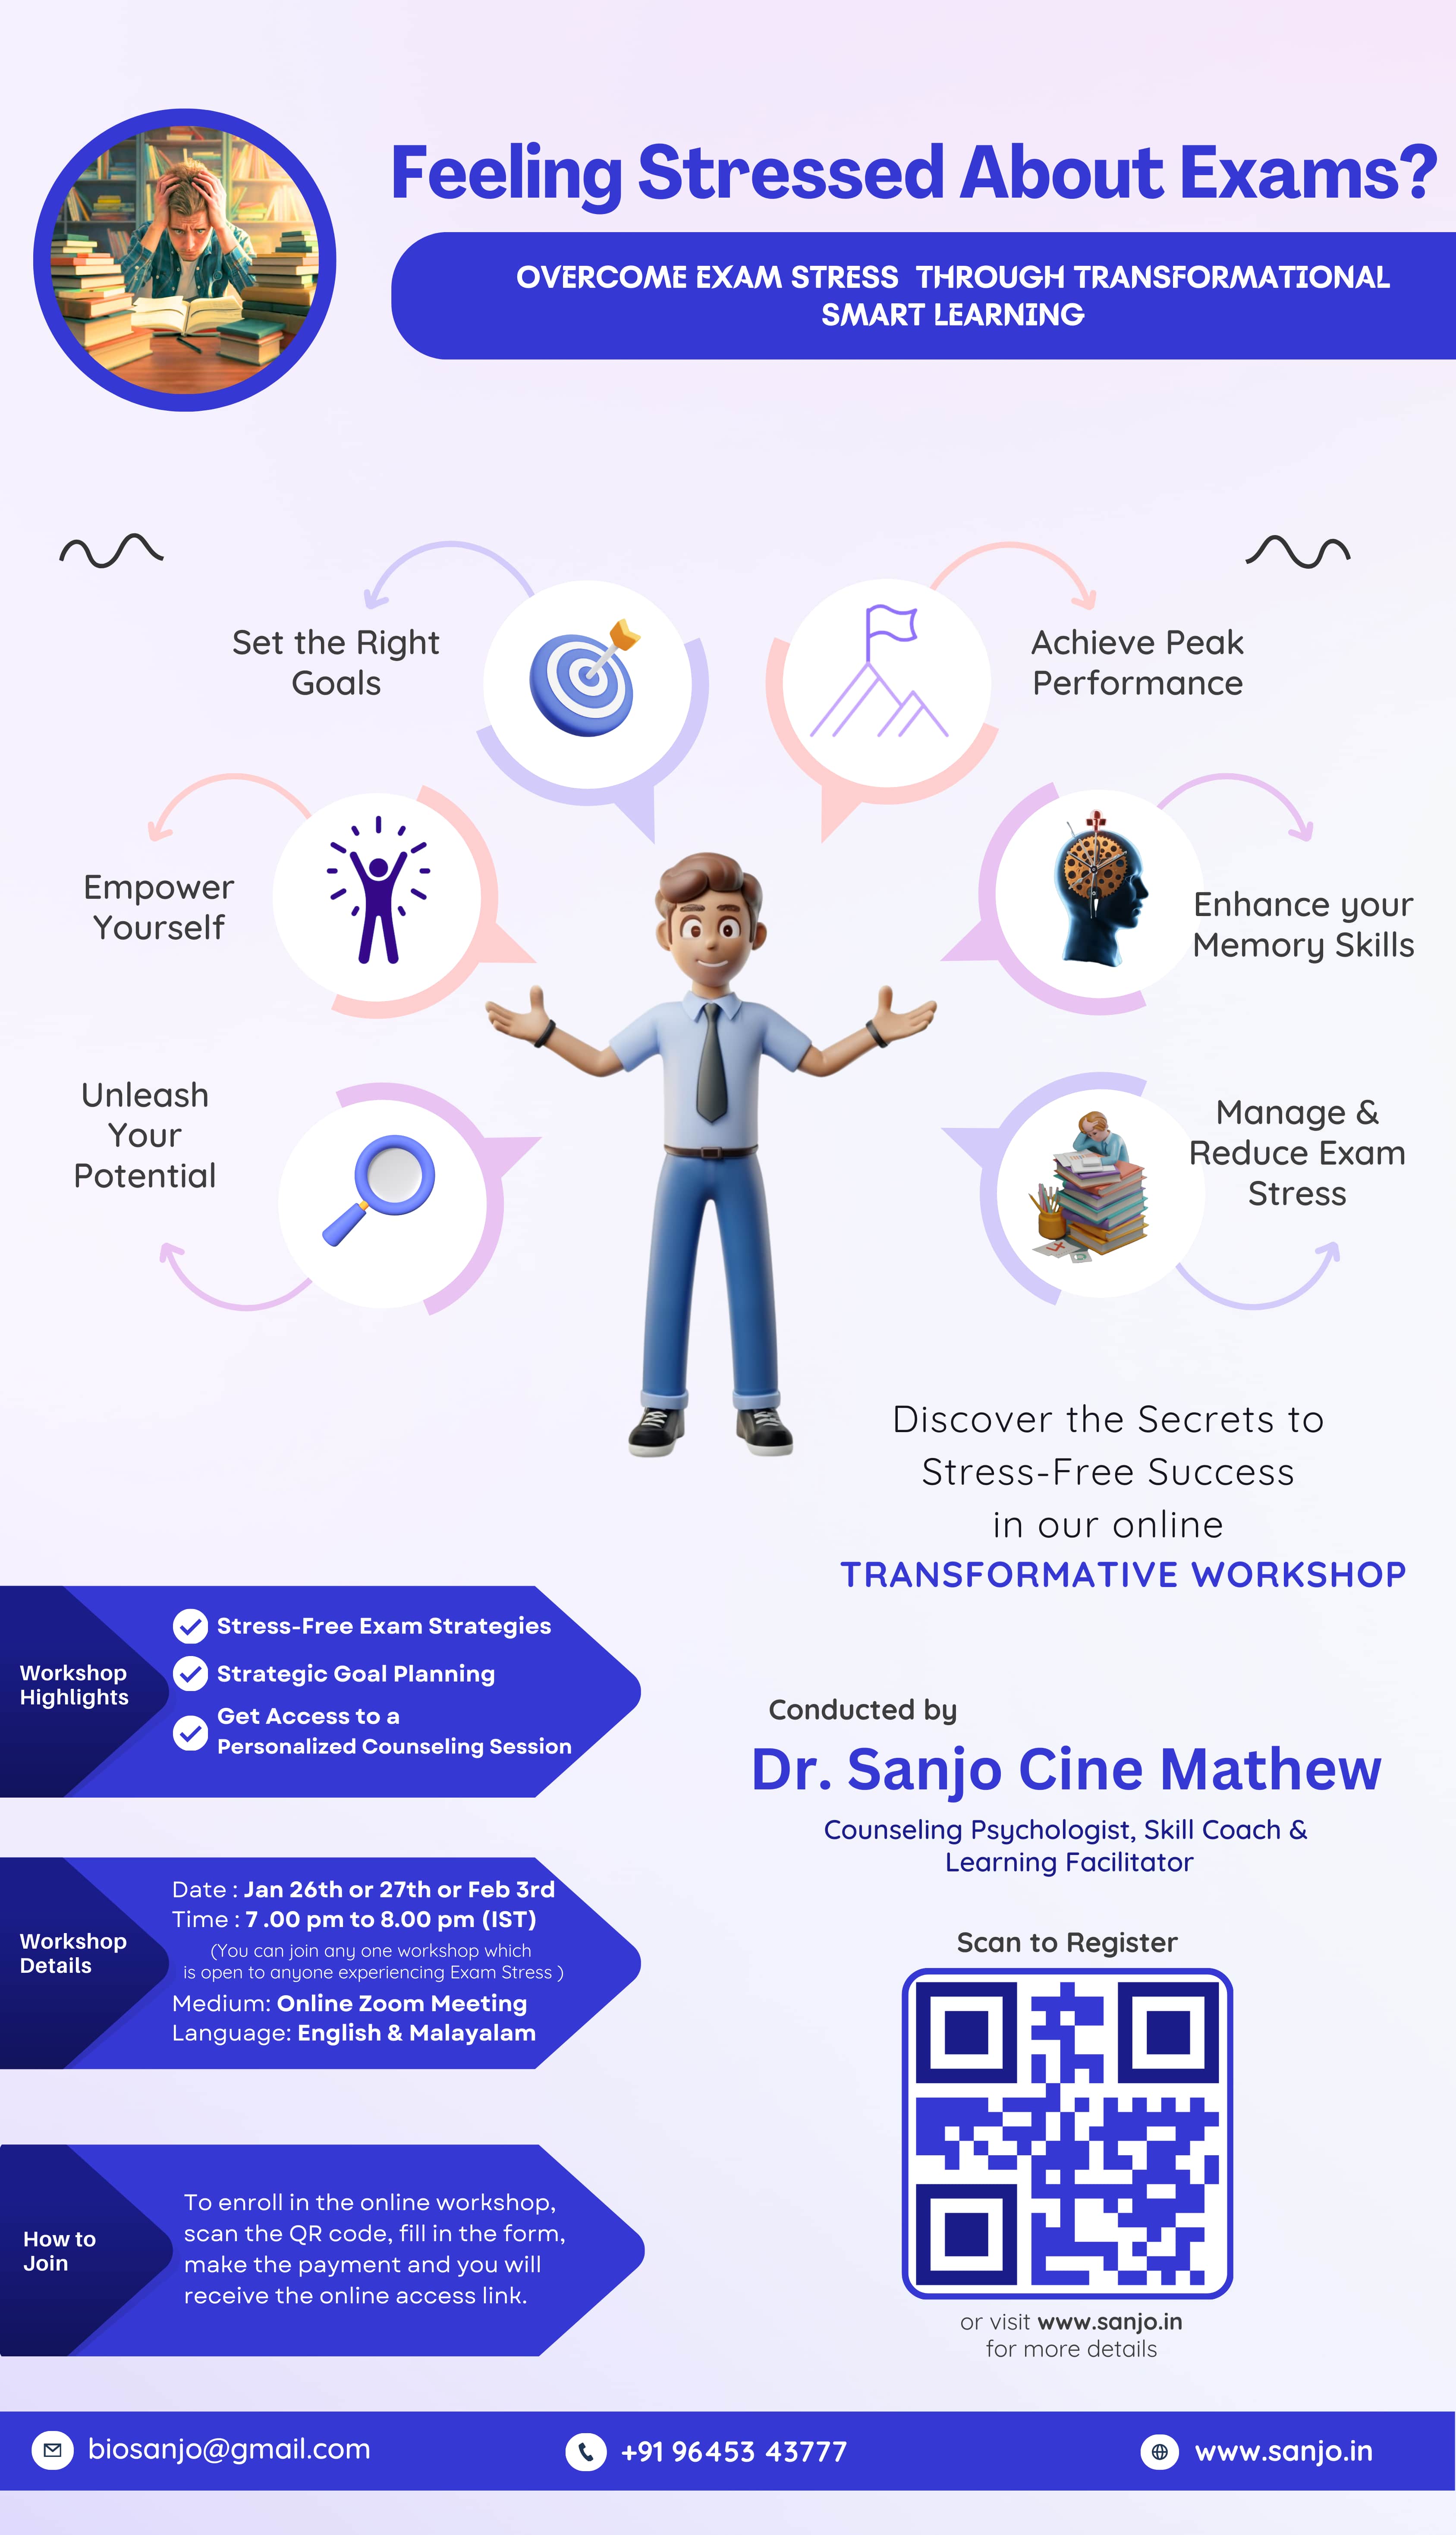 Feeling Stressed About Exams?
OVERCOME EXAM STRESS THROUGH TRANSFORMATIONAL
SMART LEARNING
Set the Right
Goals
Achieve Peak
Performance
Empower
Yourself
Enhance your
Memory Skills
Unleash
Your
Potential
Manage &
Reduce Exam
Stress
Discover the Secrets to
Stress-Free Success
in our online
TRANSFORMATIVE WORKSHOP
Workshop
Highlights
Stress-Free Exam Strategies
Strategic Goal Planning
Get Access to a
Personalized Counseling Session
Conducted by
Dr. Sanjo Cine Mathew
Counseling Psychologist, Skill Coach &
Learning Facilitator
Workshop
Details
Date : Jan 26th or 27th or Feb 3rd
Time : 7 .00 pm to 8.00 pm (IST)
(You can join any one workshop which
is open to anyone experiencing Exam Stress )
Medium: Online Zoom Meeting
Language: English & Malayalam
Scan to Register
How to
Join
To enroll in the online workshop,
scan the QR code, fill in the form,
make the payment and you will
receive the online access link.
or visit www.sanjo.in
for more details
biosanjo@gmail.com
+91 96453 43777
www.sanjo.in